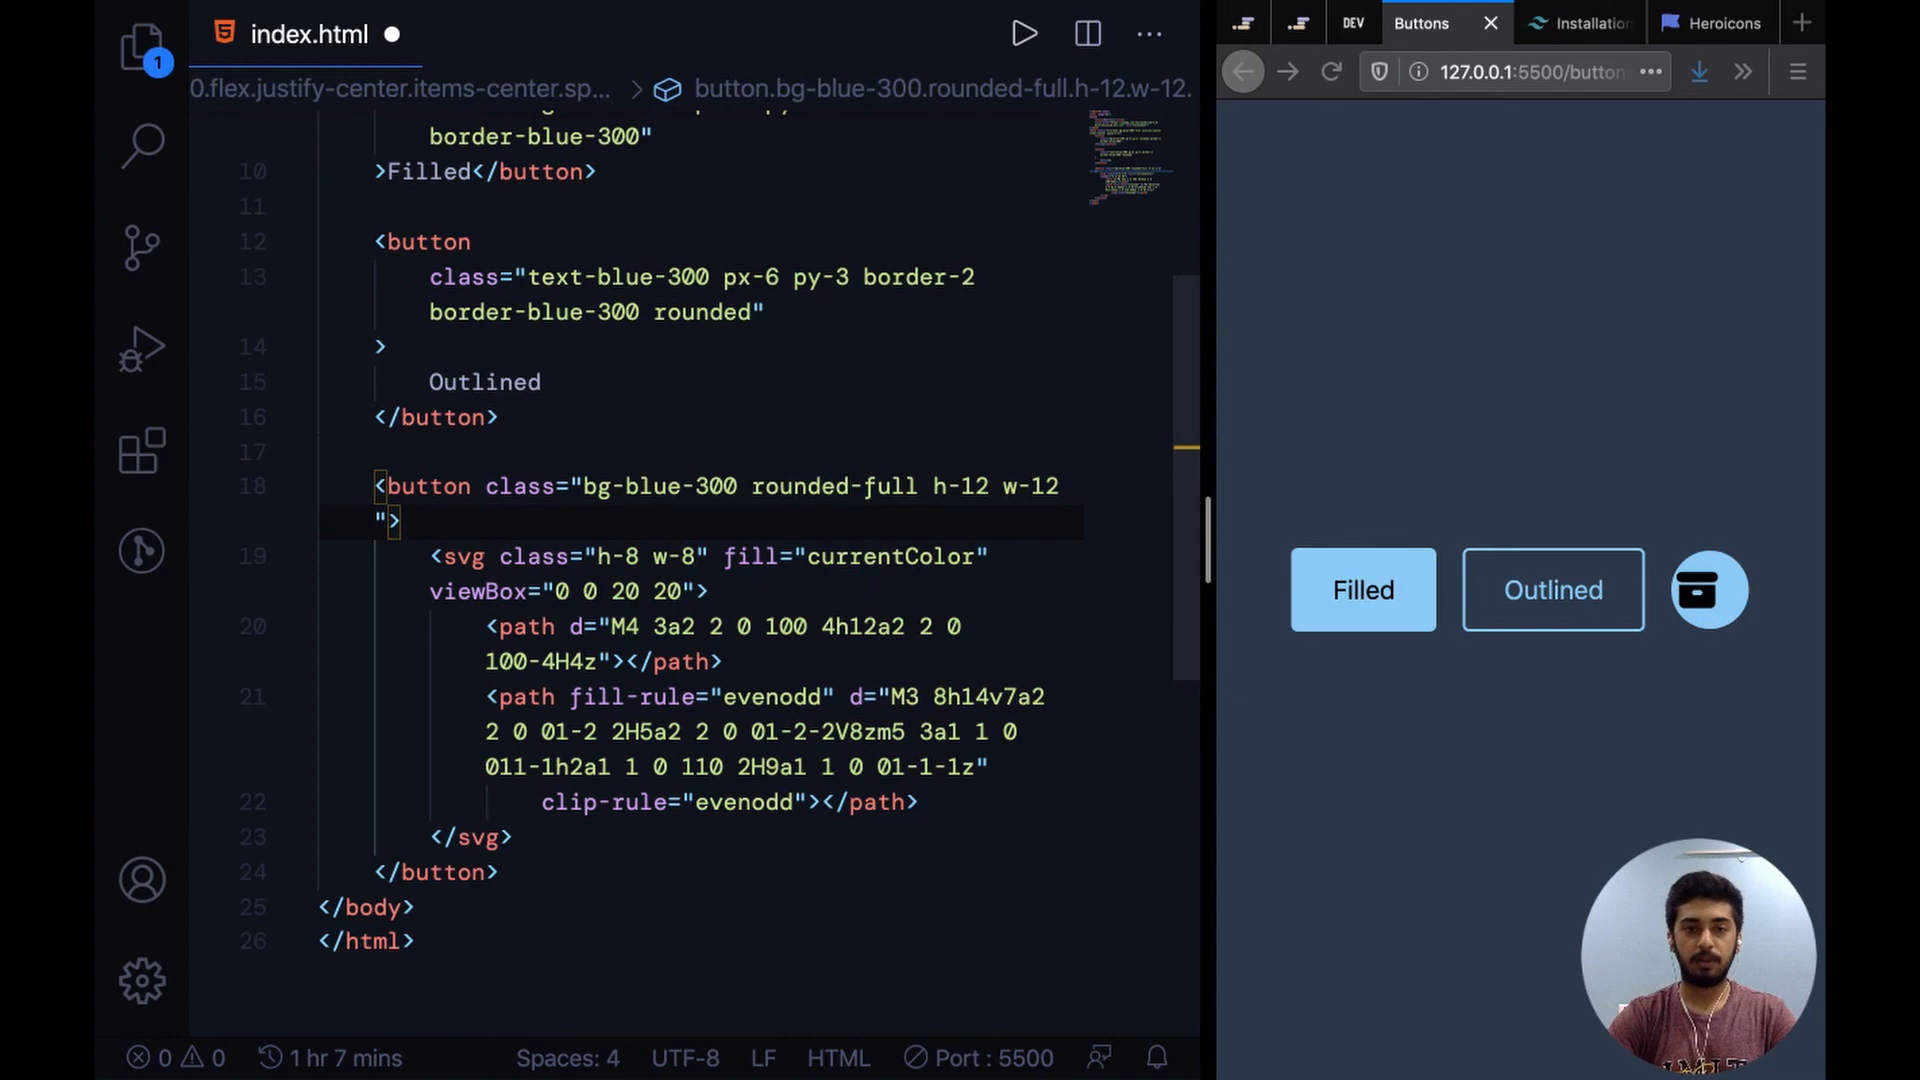 index.html
DEV
Buttons
Installation
Heroicons
1
127.0.0.1:5500/button
0.flex.justify-center.items-center.sp...
button.bg-blue-300.rounded-full.h-12.w-12.
border-blue-300"
10 >Filled</button>
11
12 <button
13 class="text-blue-300 px-6 py-3 border-2
border-blue-300 rounded"
14 >
15 Outlined
16 </button>
17
18 <button class="bg-blue-300 rounded-full h-12 w-12
">
19 <svg class="h-8 w-8" fill="currentColor"
viewBox="0 0 20 20">
20 <path d="M4 3a2 2 0 100 4h12a2 2 0
100-4H4z"></path>
21 <path fill-rule="evenodd" d="M3 8h14v7a2
2 0 01-2 2H5a2 2 0 01-2-2V8zm5 3a1 1 0
011-1h2a1 1 0 110 2H9a1 1 0 01-1-1z"
22 clip-rule="evenodd"></path>
23 </svg>
24 </button>
25 </body>
26 </html>
Filled
Outlined
0 0
1 hr 7 mins
Spaces: 4
UTF-8
LF
HTML
Port : 5500